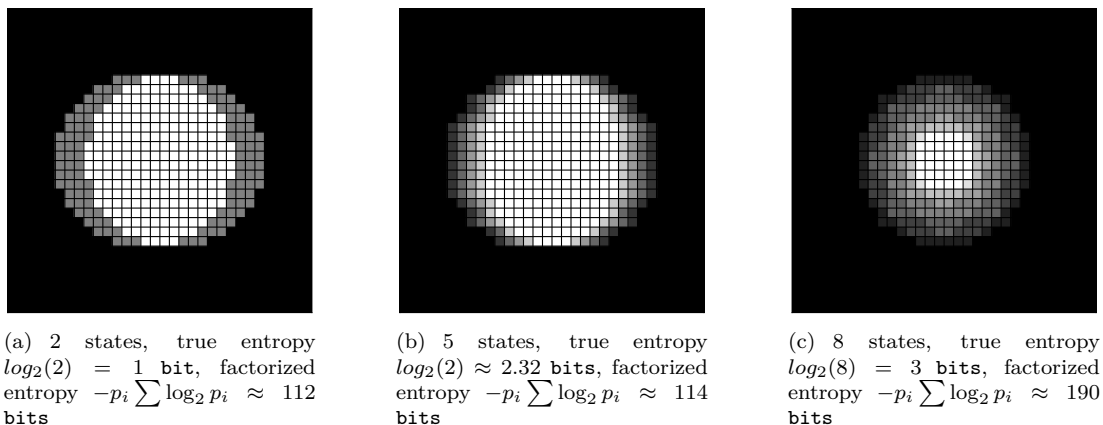 (a) 2 states, true entropy
log₂(2) = 1 bit, factorized
entropy −pᵢ ∑ log₂ pᵢ ≈ 112
bits
(b) 5 states, true entropy
log₂(2) ≈ 2.32 bits, factorized
entropy −pᵢ ∑ log₂ pᵢ ≈ 114
bits
(c) 8 states, true entropy
log₂(8) = 3 bits, factorized
entropy −pᵢ ∑ log₂ pᵢ ≈ 190
bits